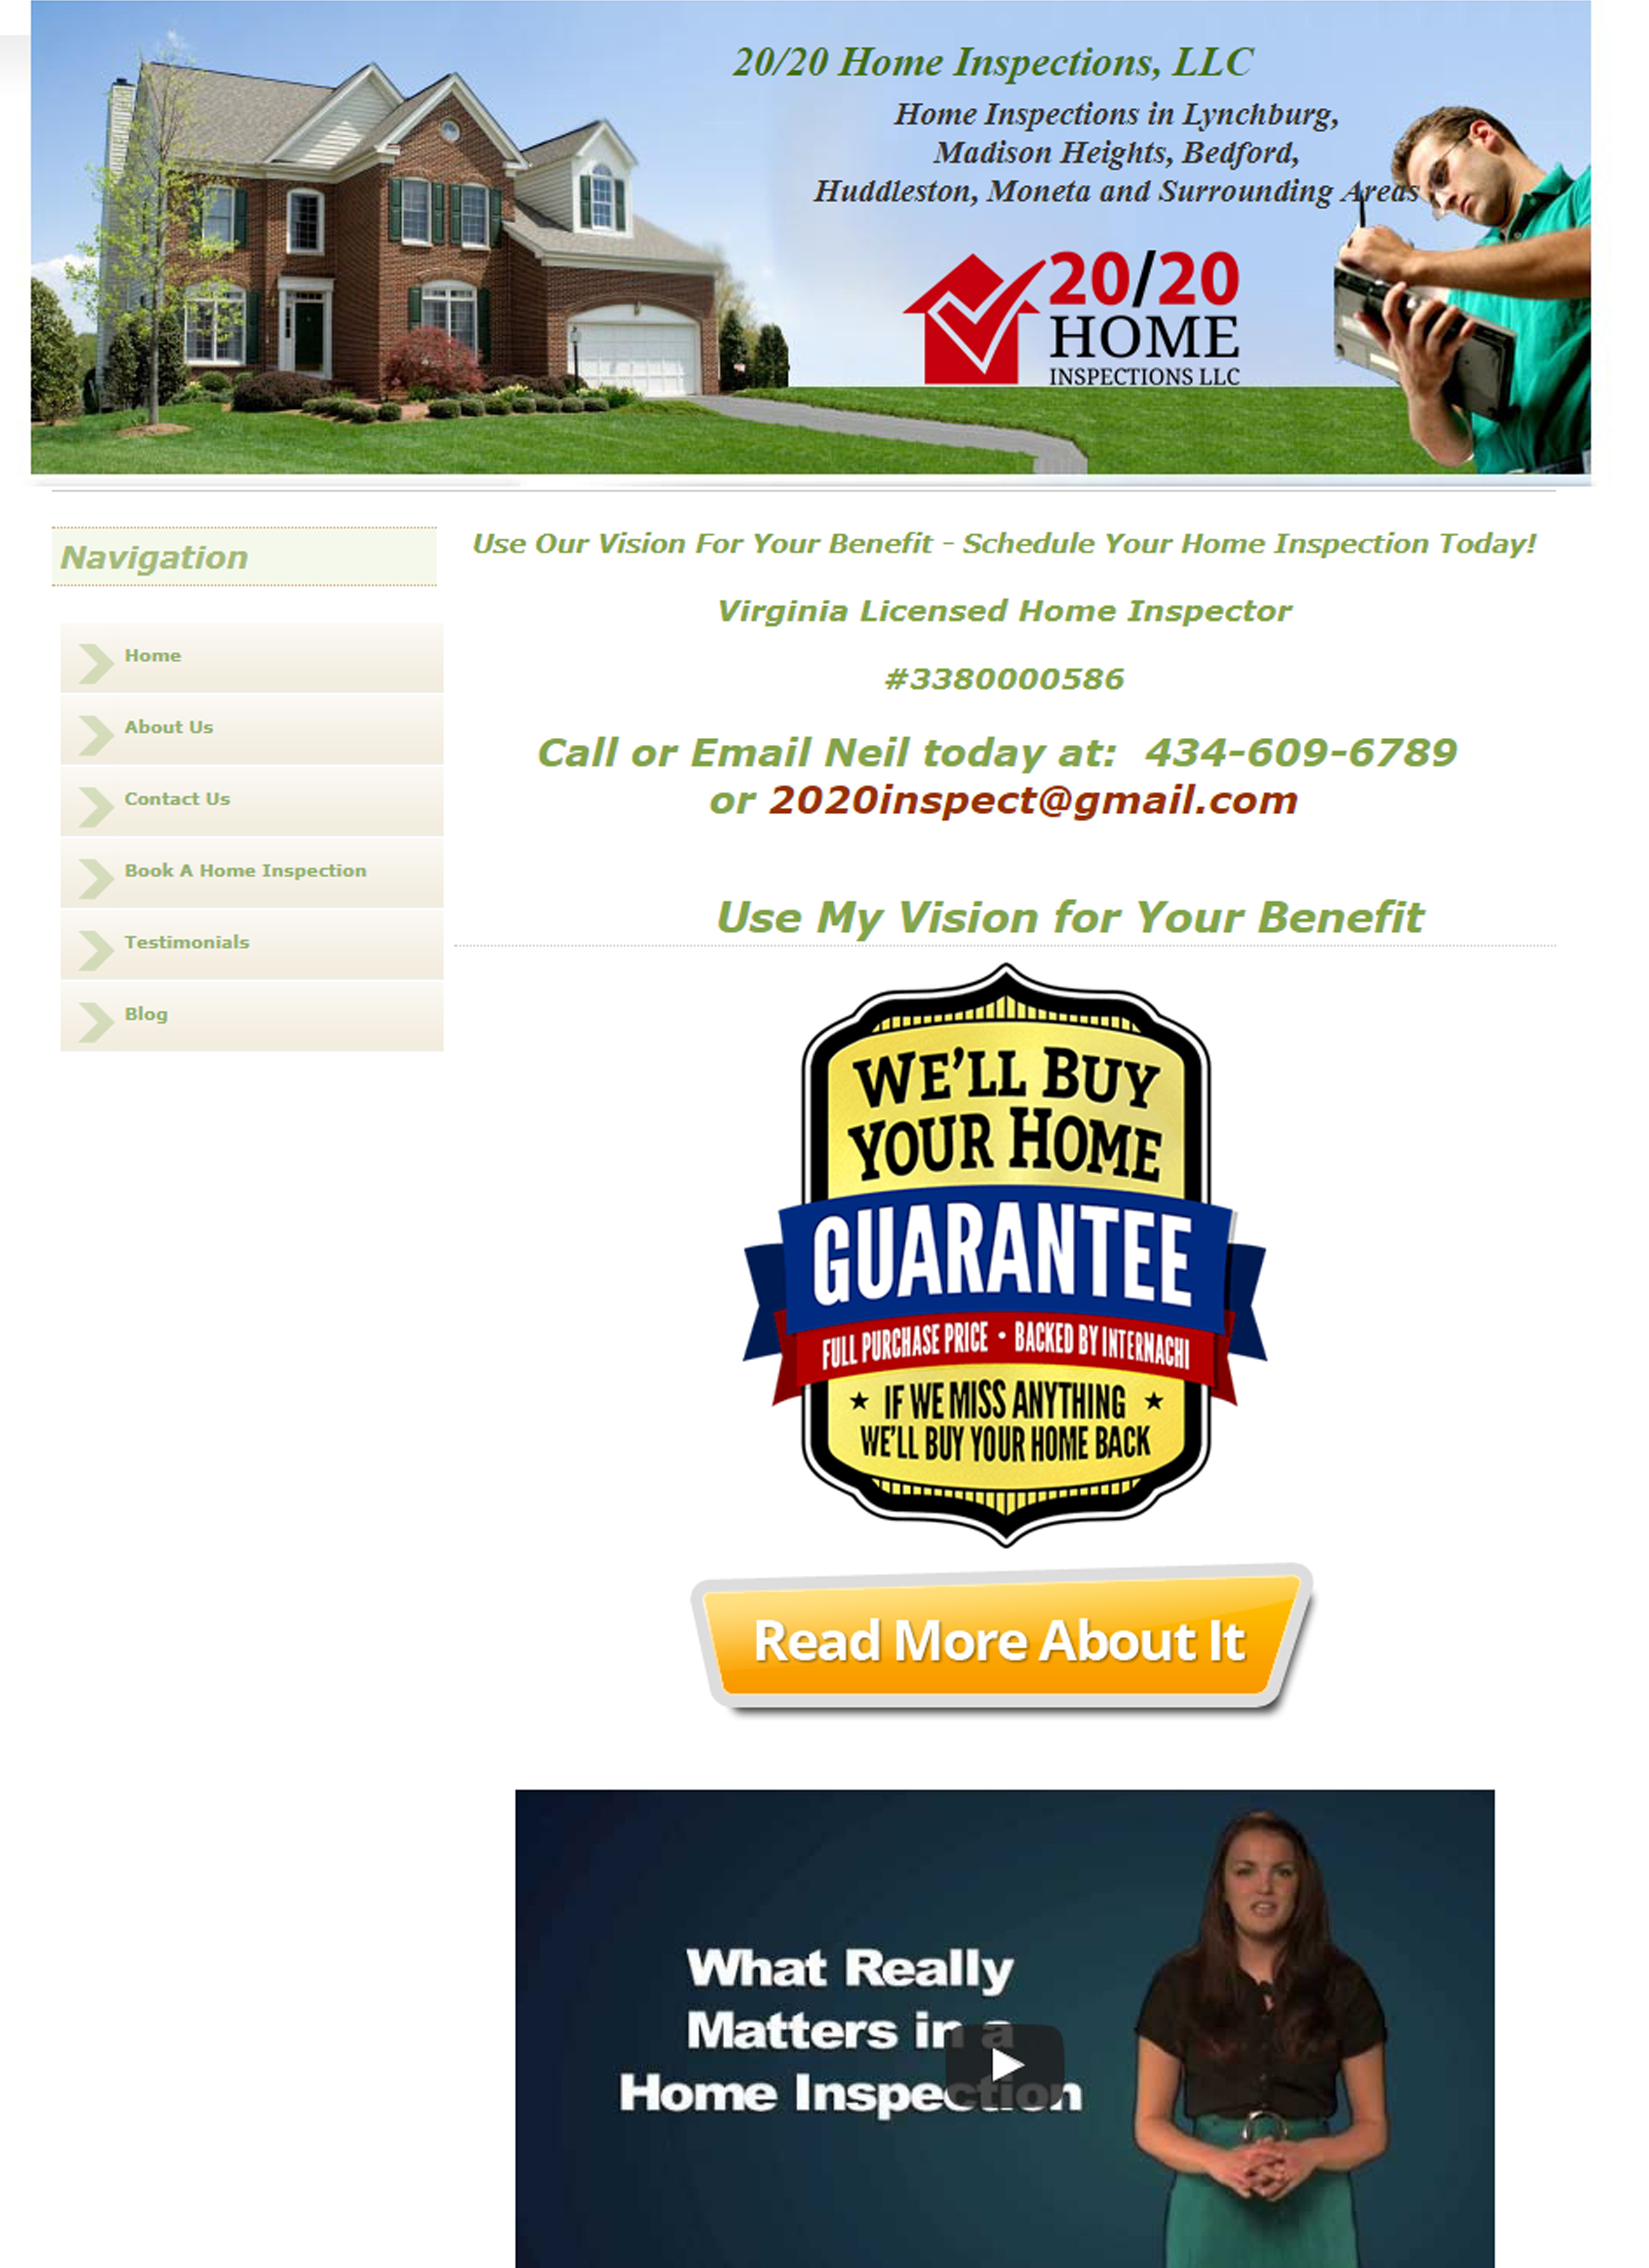 20/20 Home Inspections, LLC
Home Inspections in Lynchburg,
Madison Heights, Bedford,
Huddleston, Moneta and Surrounding Areas
20/20
HOME
INSPECTIONS LLC
Navigation
Home
About Us
Contact Us
Book A Home Inspection
Testimonials
Blog
Use Our Vision For Your Benefit - Schedule Your Home Inspection Today!
Virginia Licensed Home Inspector
#3380000586
Call or Email Neil today at: 434-609-6789
or 2020inspect@gmail.com
Use My Vision for Your Benefit
WE'LL BUY
YOUR HOME
GUARANTEE
FULL PURCHASE PRICE • BACKED BY INTERNACHI
★ IF WE MISS ANYTHING ★
WE'LL BUY YOUR HOME BACK
Read More About It
What Really
Matters in a
Home Inspection